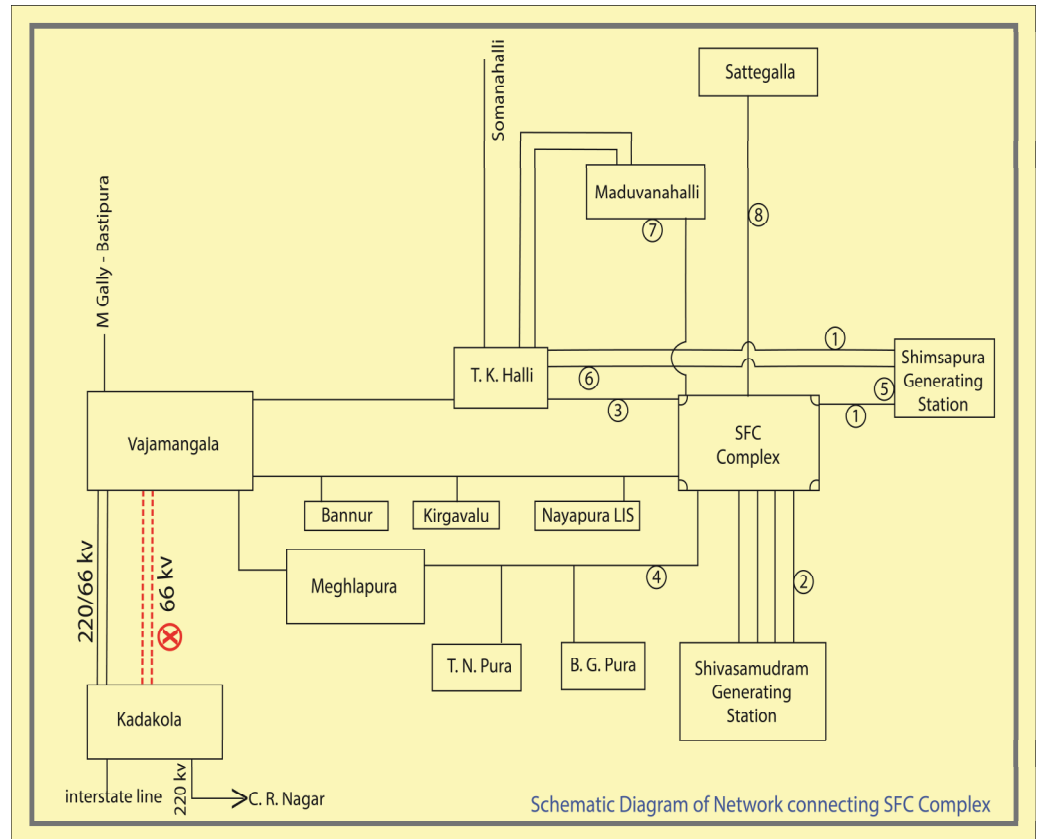 Somanahalli
Sattegalla
Maduvanahalli
7
8
M Gally - Bastipura
1
T. K. Halli
6
Shimsapura
Generating
Station
5
3
1
Vajamangala
SFC
Complex
Bannur
Kirgavalu
Nayapura LIS
220/66 kv
66 kv
X
Meghlapura
4
2
T. N. Pura
B. G. Pura
Shivasamudram
Generating
Station
Kadakola
interstate line
220 kv
C. R. Nagar
Schematic Diagram of Network connecting SFC Complex